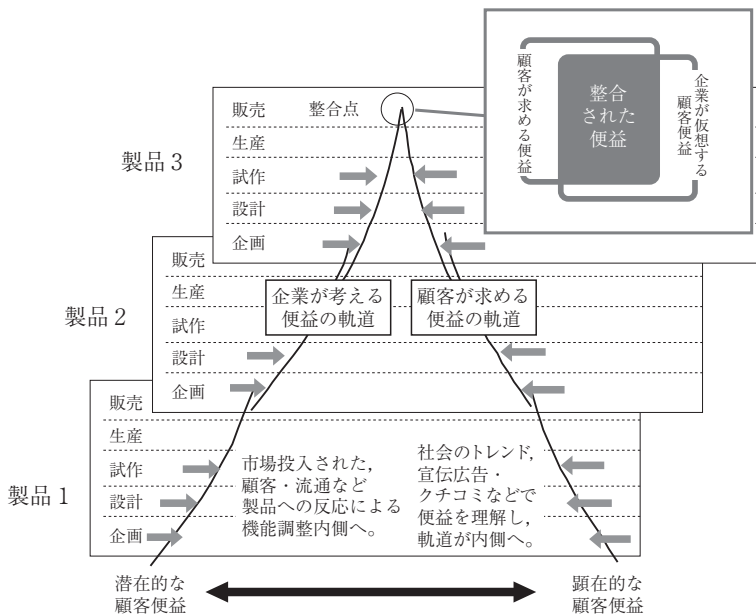 顧客が求める便益
整合
された
便益
企業が仮想する
顧客便益
製品 3
販売
整合点
生産
試作
設計
企画
製品 2
販売
生産
試作
設計
企画
企業が考える
便益の軌道
顧客が求める
便益の軌道
製品 1
販売
生産
試作
設計
企画
市場投入された,
顧客・流通など
製品への反応による
機能調整内側へ。
社会のトレンド,
宣伝広告・
クチコミなどで
便益を理解し,
軌道が内側へ。
潜在的な
顧客便益
顕在的な
顧客便益